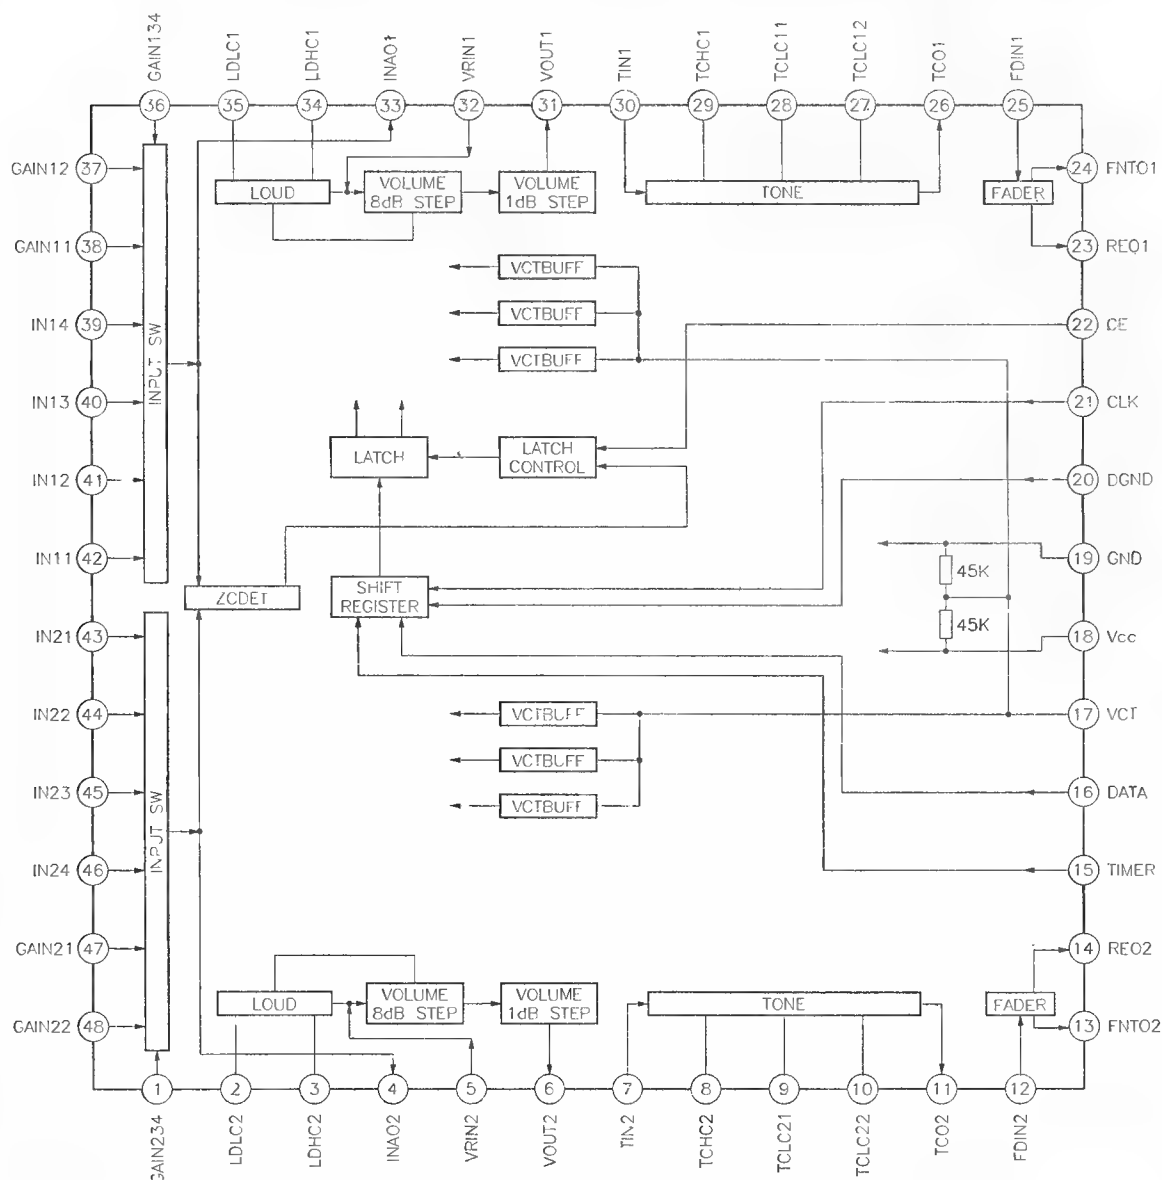 GAIN134
LDLC1
LDHC1
INAO1
VRIN1
VOUT1
TIN1
TCHC1
TCLC11
TCLC12
TCO1
FDIN1
36
35
34
33
32
31
30
29
28
27
26
25
GAIN12
37
LOUD
VOLUME
8dB STEP
VOLUME
1dB STEP
TONE
FADER
24
FNTO1
GAIN11
38
23
REO1
VCTBUFF
VCTBUFF
VCTBUFF
IN14
39
22
CE
INPUT SW
IN13
40
21
CLK
LATCH
LATCH
CONTROL
IN12
41
20
DGND
IN11
42
19
GND
45K
ZCDET
SHIFT
REGISTER
45K
IN21
43
18
Vcc
IN22
44
VCTBUFF
17
VCT
VCTBUFF
IN23
45
VCTBUFF
16
DATA
INPUT SW
IN24
46
15
TIMER
GAIN21
47
14
REO2
LOUD
VOLUME
8dB STEP
VOLUME
1dB STEP
TONE
FADER
GAIN22
48
13
FNTO2
1
2
3
4
5
6
7
8
9
10
11
12
GAIN234
LDLC2
LDHC2
INAO2
VRIN2
VOUT2
TIN2
TCHC2
TCLC21
TCLC22
TCO2
FDIN2